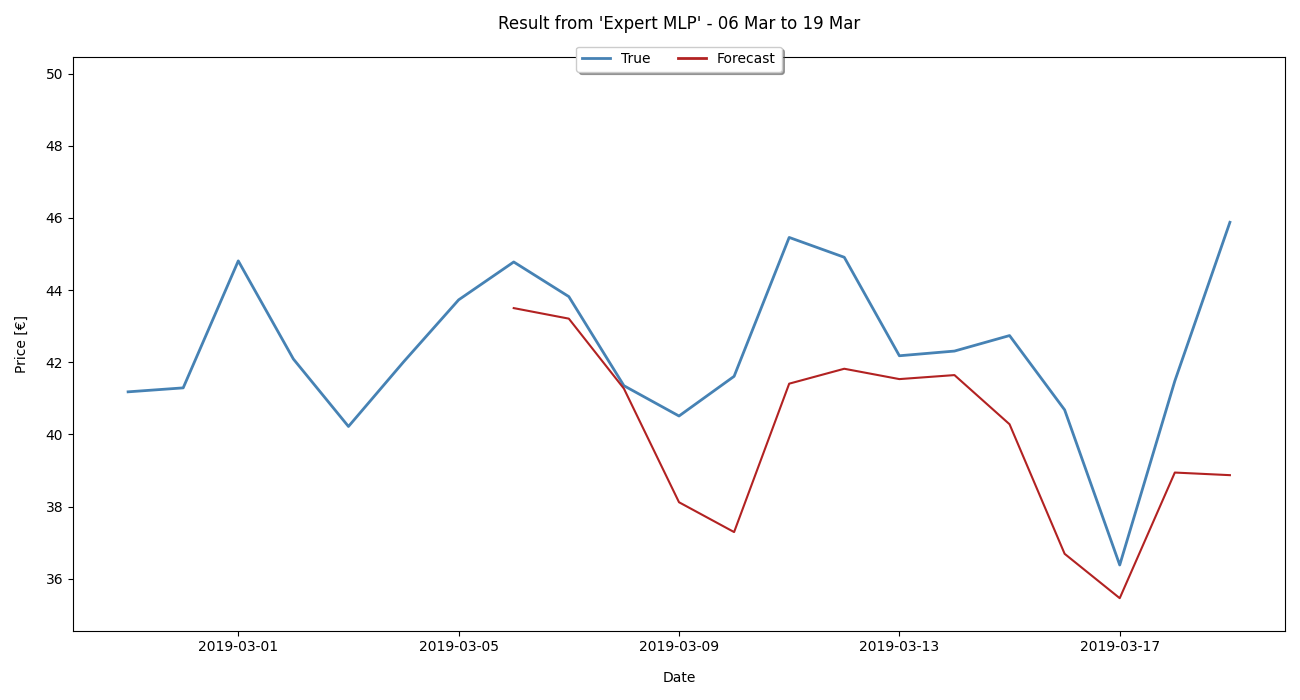 Result from 'Expert MLP' - 06 Mar to 19 Mar
True Forecast
50
48
46
44
42
40
38
36
Price [€]
2019-03-01 2019-03-05 2019-03-09 2019-03-13 2019-03-17
Date